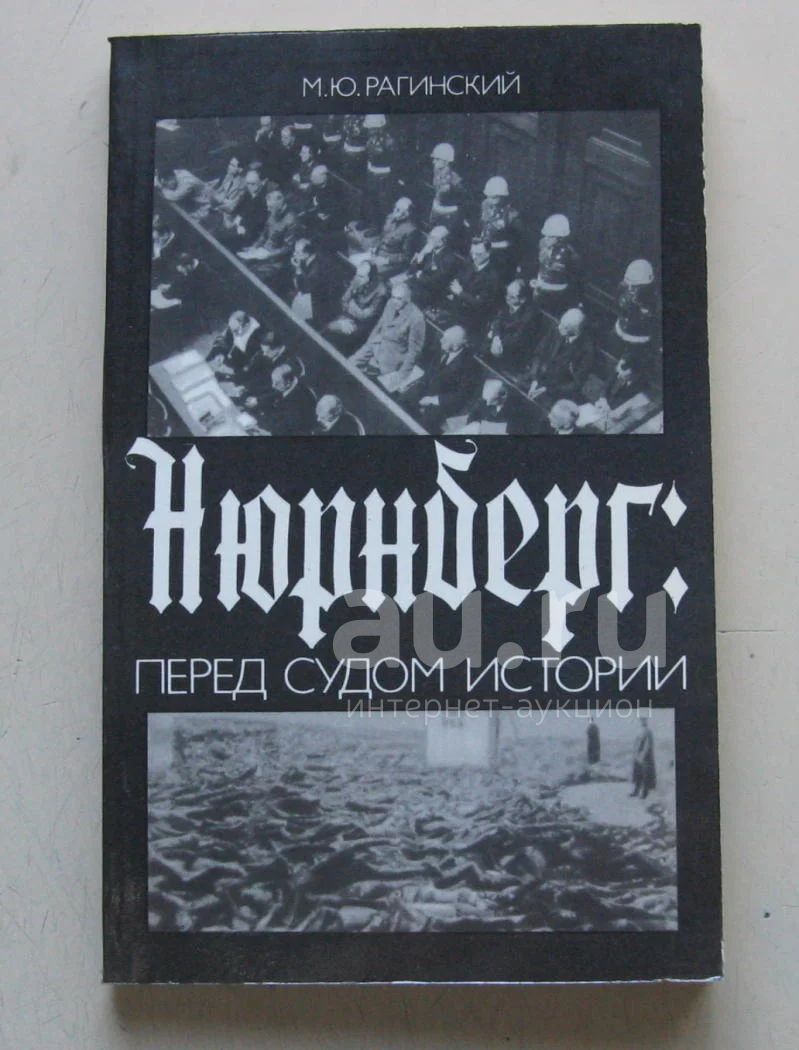 М.Ю. РАГИНСКИЙ
Нюрнберг:
au.ru
ПЕРЕД СУДОМ ИСТОРИИ
интернет-аукцион